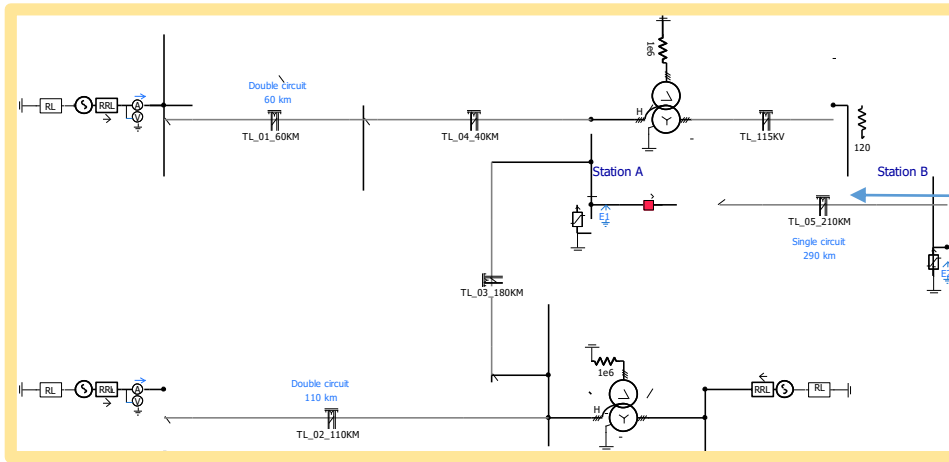 1e6
Double circuit
60 km
RL
RRL
A
V
H
TL_01_60KM
TL_04_40KM
TL_115KV
120
Station A
Station B
E1
TL_05_210KM
Single circuit
290 km
TL_03_180KM
1e6
Double circuit
110 km
RL
RRL
A
V
H
RRL
RL
TL_02_110KM